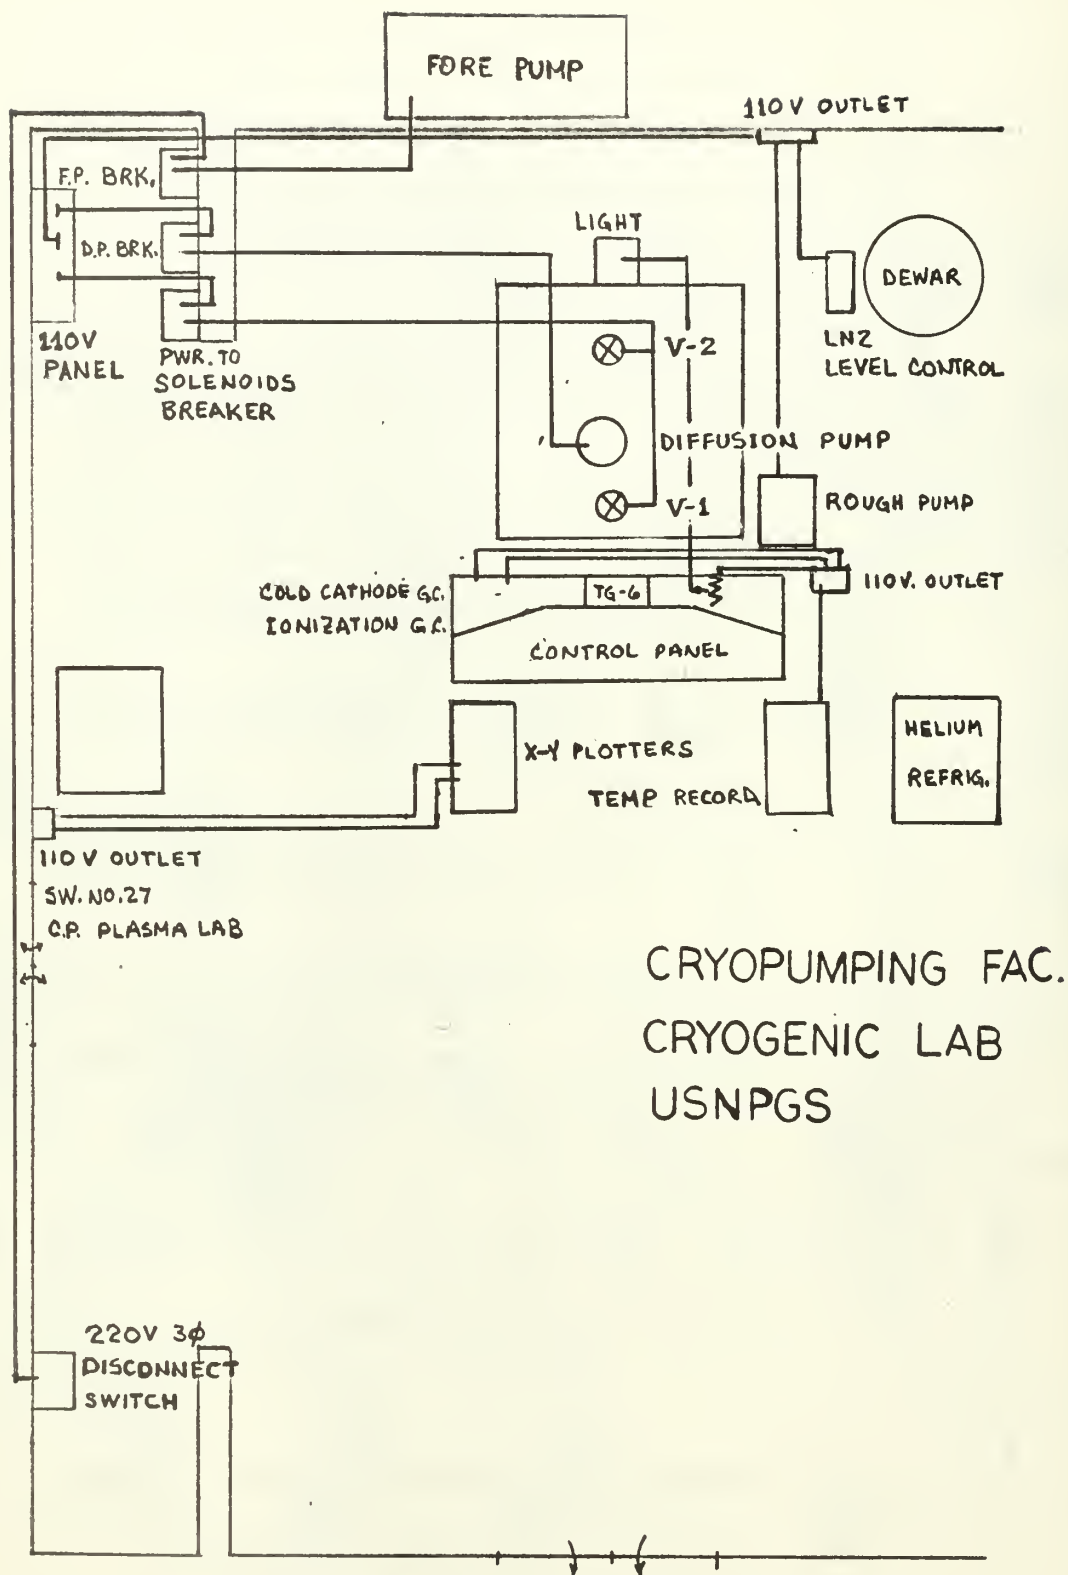 FORE PUMP
110V OUTLET
F.P. BRK.
D.P. BRK.
LIGHT
DEWAR
110V
PANEL
PWR. TO
SOLENOIDS
BREAKER
V-2
LN2
LEVEL CONTROL
DIFFUSION PUMP
V-1
ROUGH PUMP
COLD CATHODE G.C.
IONIZATION G.C.
TG-6
110V. OUTLET
CONTROL PANEL
X-Y PLOTTERS
TEMP RECORD
HELIUM
REFRIG.
110V OUTLET
SW. NO. 27
C.P. PLASMA LAB
CRYOPUMPING FAC.
CRYOGENIC LAB
USNPGS
220V 3φ
DISCONNECT
SWITCH